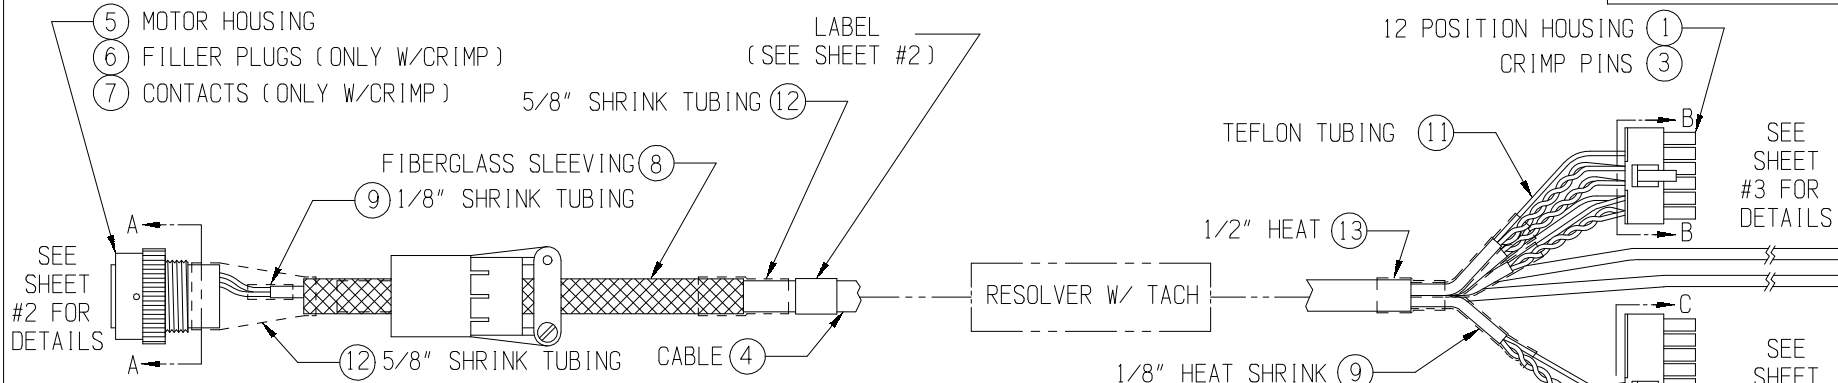 5 MOTOR HOUSING
6 FILLER PLUGS (ONLY W/CRIMP)
7 CONTACTS (ONLY W/CRIMP)
LABEL
(SEE SHEET #2)
5/8" SHRINK TUBING 12
FIBERGLASS SLEEVING 8
9 1/8" SHRINK TUBING
A
SEE
SHEET
#2 FOR
DETAILS
A
12 5/8" SHRINK TUBING
CABLE 4
RESOLVER W/ TACH
12 POSITION HOUSING 1
CRIMP PINS 3
TEFLON TUBING 11
B
SEE
SHEET
#3 FOR
DETAILS
B
1/2" HEAT 13
C
1/8" HEAT SHRINK 9
SEE
SHEET